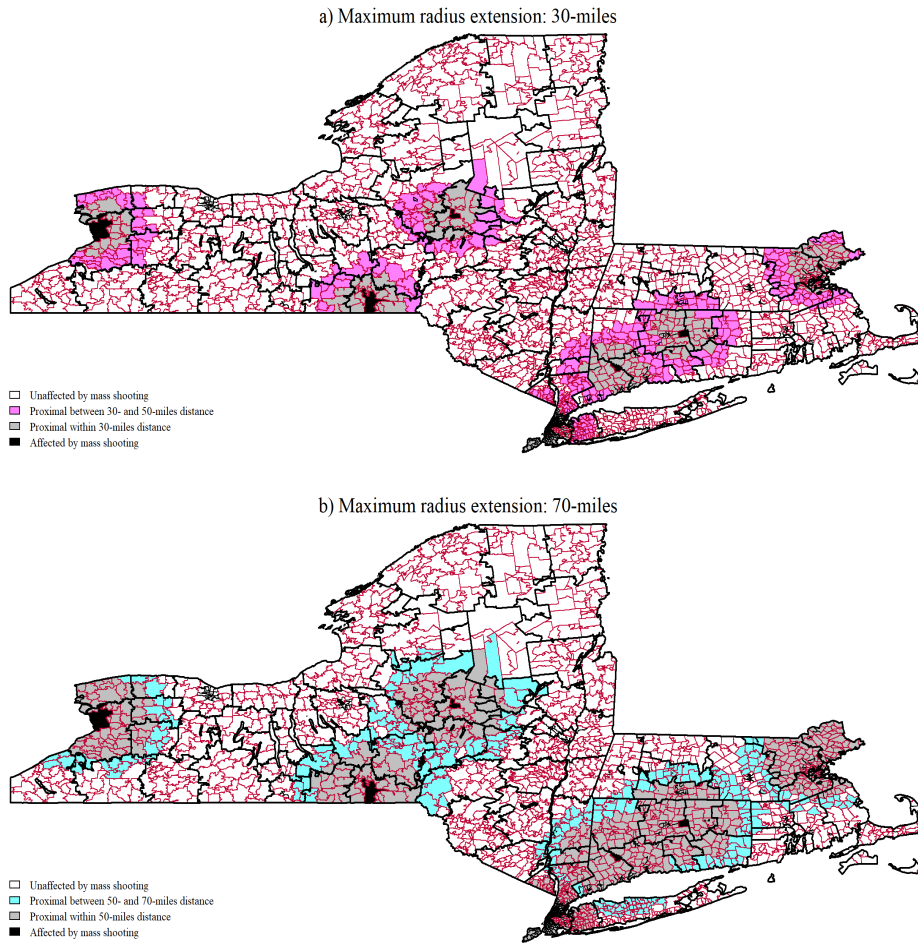 a) Maximum radius extension: 30-miles
Unaffected by mass shooting
Proximal between 30- and 50-miles distance
Proximal within 30-miles distance
Affected by mass shooting
b) Maximum radius extension: 70-miles
Unaffected by mass shooting
Proximal between 50- and 70-miles distance
Proximal within 50-miles distance
Affected by mass shooting